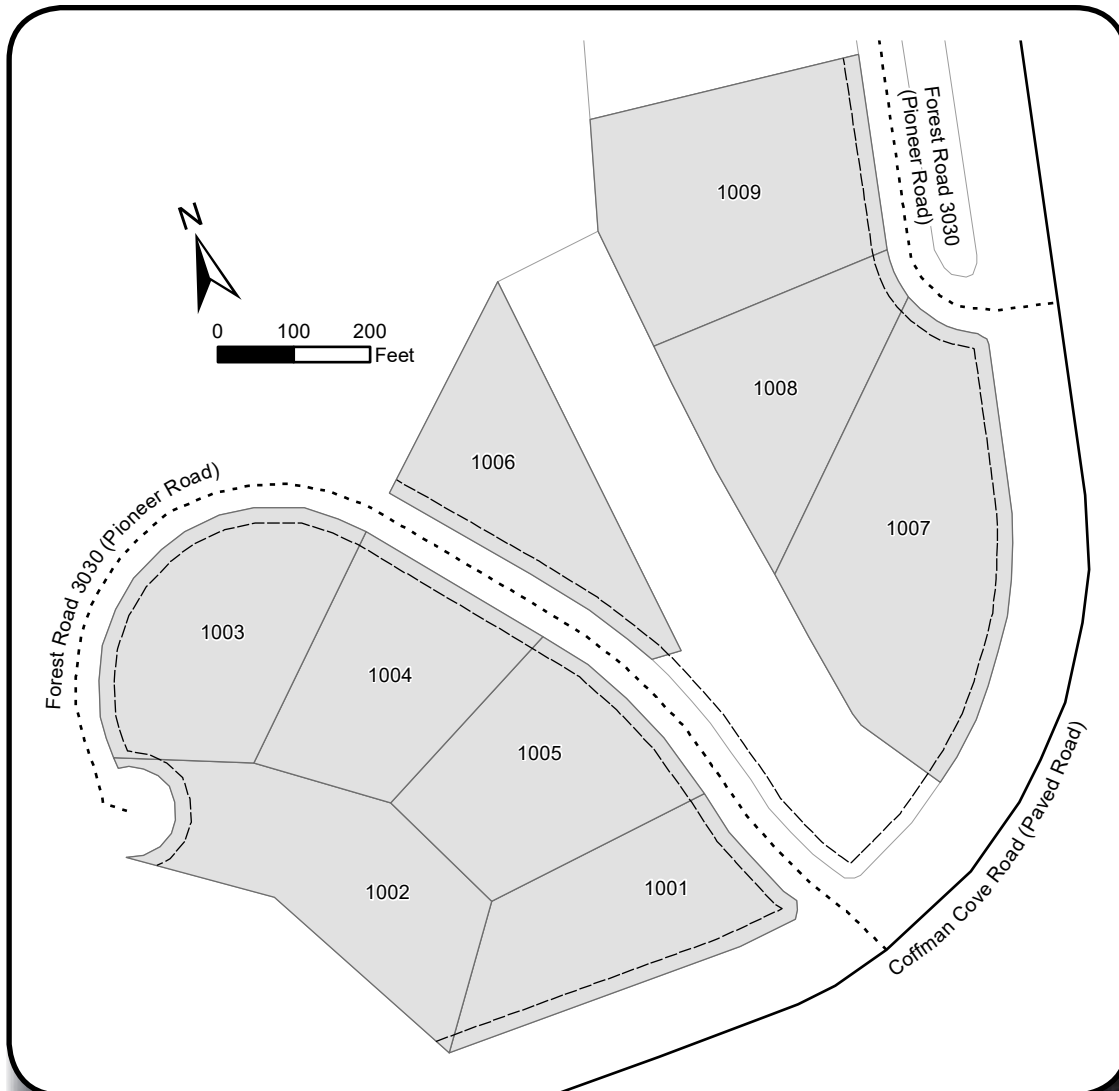 Forest Road 3030
(Pioneer Road)
1009
N
0 100 200
Feet
1008
1006
Forest Road 3030 (Pioneer Road)
1007
1003
1004
1005
1002
1001
Coffman Cove Road (Paved Road)